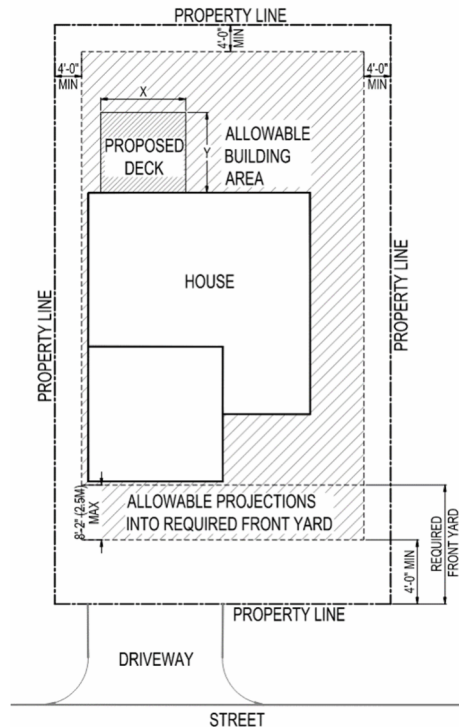 PROPERTY LINE
4'-0"
MIN
4'-0"
MIN
4'-0"
MIN
X
PROPOSED
DECK
Y
ALLOWABLE
BUILDING
AREA
HOUSE
PROPERTY LINE
PROPERTY LINE
8'-2" (2.5M)
MAX
ALLOWABLE PROJECTIONS
INTO REQUIRED FRONT YARD
4'-0" MIN
REQUIRED
FRONT YARD
PROPERTY LINE
DRIVEWAY
STREET